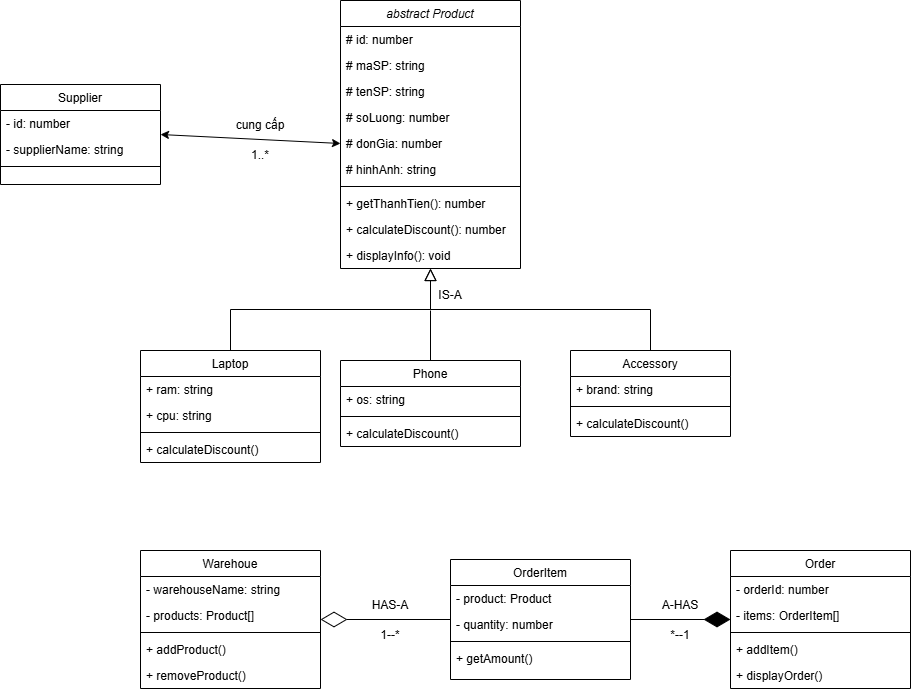 abstract Product
# id: number
# maSP: string
# tenSP: string
# soLuong: number
# donGia: number
# hinhAnh: string
+ getThanhTien(): number
+ calculateDiscount(): number
+ displayInfo(): void
Supplier
- id: number
- supplierName: string
cung cấp
1..*
IS-A
Laptop
+ ram: string
+ cpu: string
+ calculateDiscount()
Phone
+ os: string
+ calculateDiscount()
Accessory
+ brand: string
+ calculateDiscount()
Warehoue
- warehouseName: string
- products: Product[]
+ addProduct()
+ removeProduct()
HAS-A
1--*
OrderItem
- product: Product
- quantity: number
+ getAmount()
A-HAS
*--1
Order
- orderId: number
- items: OrderItem[]
+ addItem()
+ displayOrder()